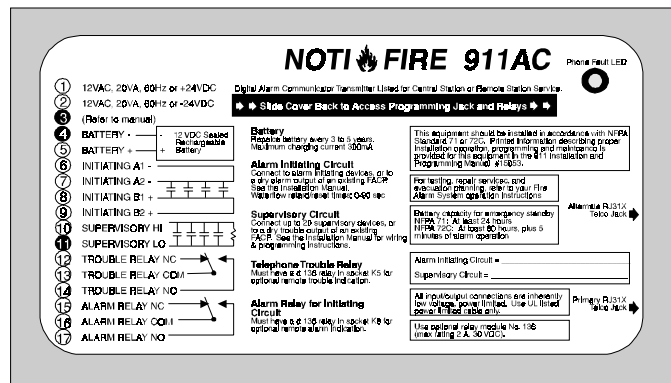 NOTI FIRE 911AC
Phone Fault LED
Digital Alarm Communicator Transmitter Listed for Central Station or Remote Station Service.
Slide Cover Back to Access Programming Jack and Relays
1 12VAC, 20VA, 60Hz or +24VDC
2 12VAC, 20VA, 60Hz or -24VDC
3 (Refer to manual)
4 BATTERY - -
5 BATTERY + +
12 VDC Sealed
Rechargeable
Battery
6 INITIATING A1 -
7 INITIATING A2 -
8 INITIATING B1 +
9 INITIATING B2 +
10 SUPERVISORY HI
11 SUPERVISORY LO
12 TROUBLE RELAY NC
13 TROUBLE RELAY COM
14 TROUBLE RELAY NO
15 ALARM RELAY NC
16 ALARM RELAY COM
17 ALARM RELAY NO
Battery
Replace battery every 3 to 5 years.
Maximum charging current 300mA
Alarm Initiating Circuit
Connect to alarm initiating devices, or to
a dry alarm output of an existing FACP.
See the Installation Manual.
Waterflow retard/reset timer: 0-90 sec
Supervisory Circuit
Connect up to 20 supervisory devices, or
to a dry trouble output of an existing
FACP. See the Installation Manual for wiring
& programming instructions.
Telephone Trouble Relay
Must have a # 136 relay in socket K5 for
optional remote trouble indication.
Alarm Relay for Initiating
Circuit
Must have a # 136 relay in socket for
optional remote alarm indication.
This equipment should be installed in accordance with NFPA
Standard 71 or 72C. Printed information describing proper
installation, operation, programming and maintenance is
provided for this equipment in the 911 Installation and
Programming Manual #15053.
For testing, repair services, and
evacuation planning, refer to your Fire
Alarm System operation instructions
Battery capacity for emergency standby
NFPA 71: At least 24 hours
NFPA 72C: At least 60 hours, plus 5
minutes of alarm operation
Alternate RJ31X
Telco Jack
Alarm Initiating Circuit =
Supervisory Circuit =
All input/output connections are inherently
low voltage, power limited. Use UL listed
power limited cable only.
Primary RJ31X
Telco Jack
Use optional relay module No. 136
(max rating 2 A, 30 VDC).